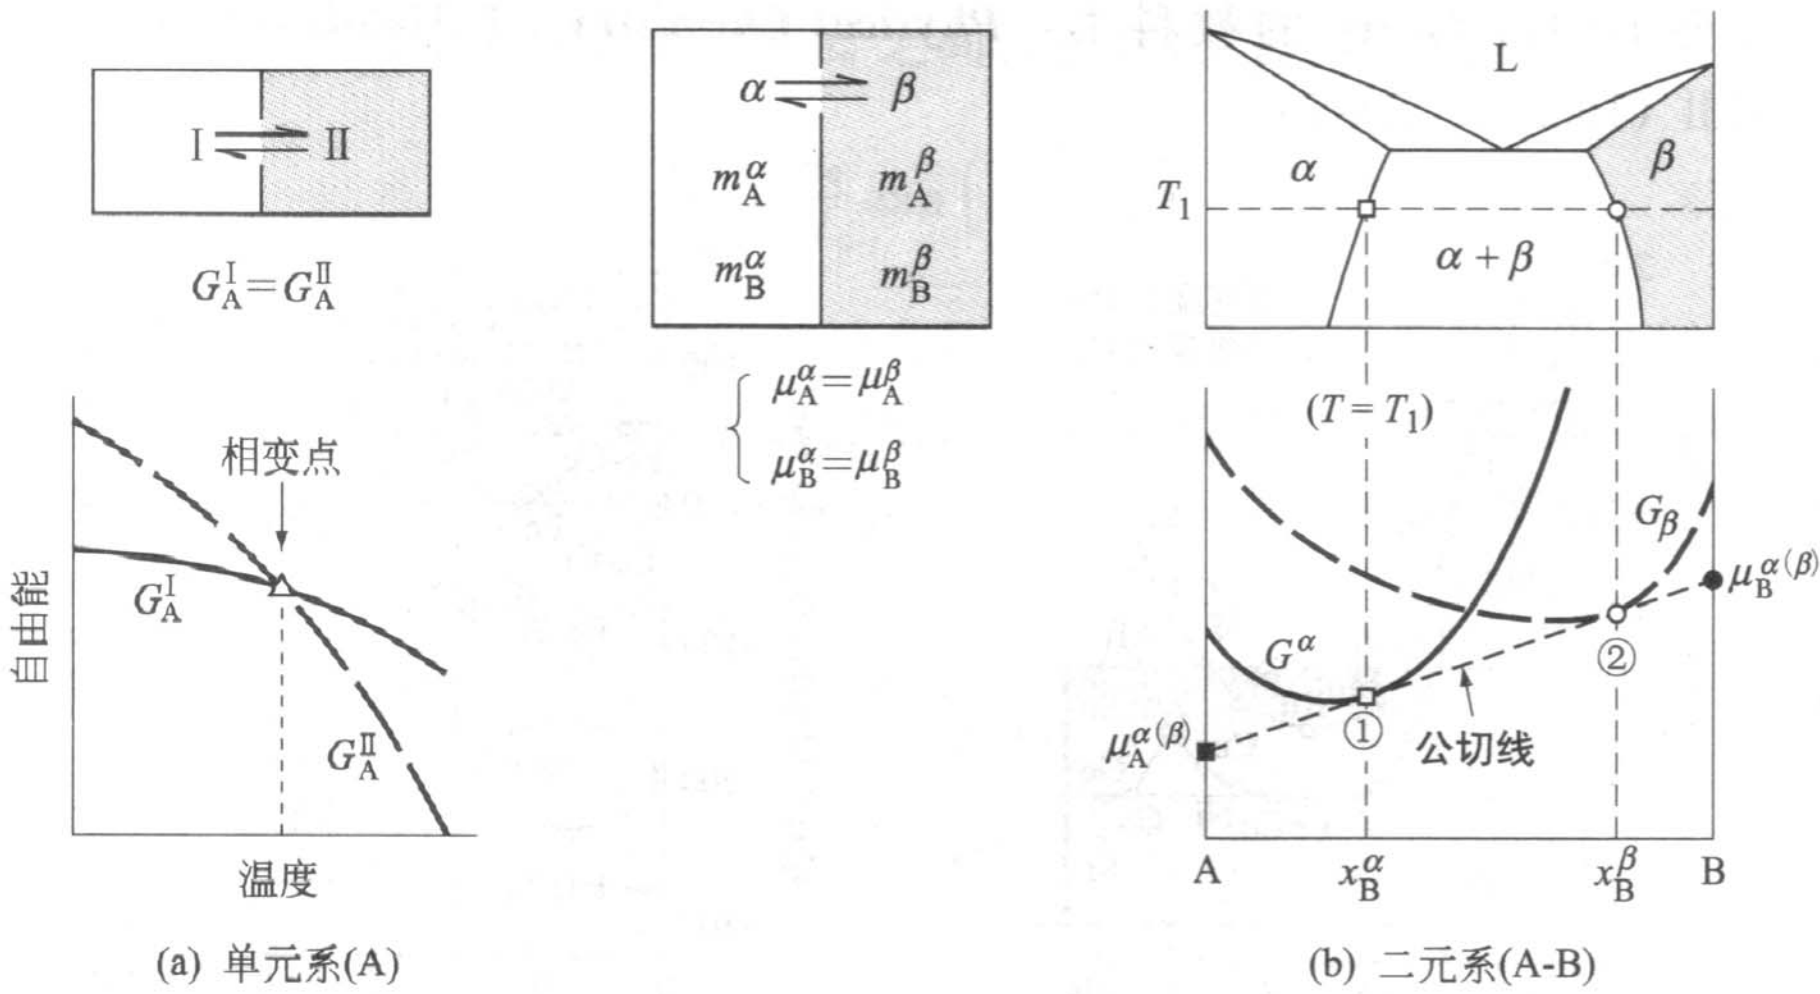 Ⅰ Ⅱ
G_A^Ⅰ=G_A^Ⅱ
相变点
G_A^Ⅰ
G_A^Ⅱ
自由能
温度
(a) 单元系(A)
α β
m_A^α m_A^β
m_B^α m_B^β
μ_A^α=μ_A^β
μ_B^α=μ_B^β
L
α
β
T_1
α + β
(T = T_1)
G_β
μ_B^{α(β)}
G^α
②
①
μ_A^{α(β)}
公切线
A x_B^α x_B^β B
(b) 二元系(A-B)